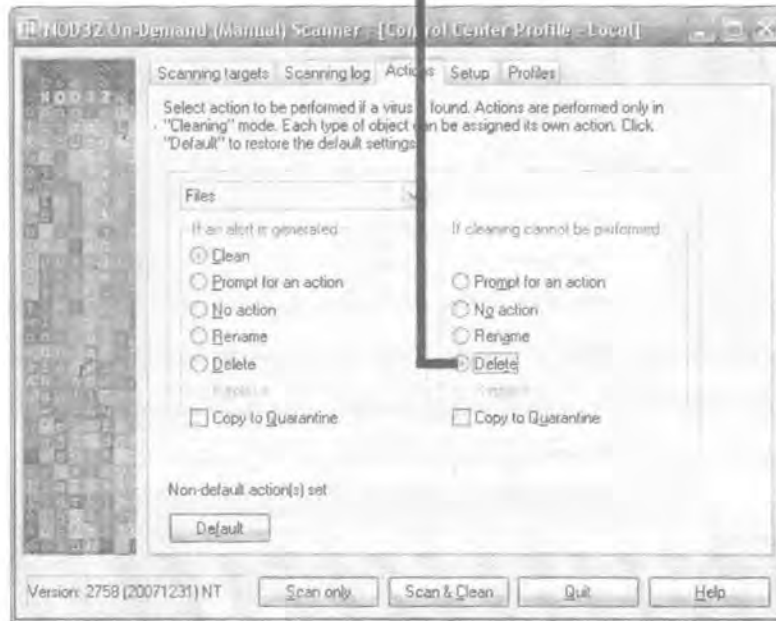 NOD32 On-Demand (Manual) Scanner - [Control Center Profile - Local]
NOD32
Scanning targets Scanning log Actions Setup Profiles
Select action to be performed if a virus found. Actions are performed only in
"Cleaning" mode. Each type of object can be assigned its own action. Click
"Default" to restore the default settings
Files
If an alert is generated
If cleaning cannot be performed
Clean
Prompt for an action
Prompt for an action
No action
No action
Rename
Rename
Delete
Delete
Copy to Quarantine
Copy to Quarantine
Non-default action(s) set
Default
Version: 2758 (20071231) NT
Scan only
Scan & Clean
Quit
Help